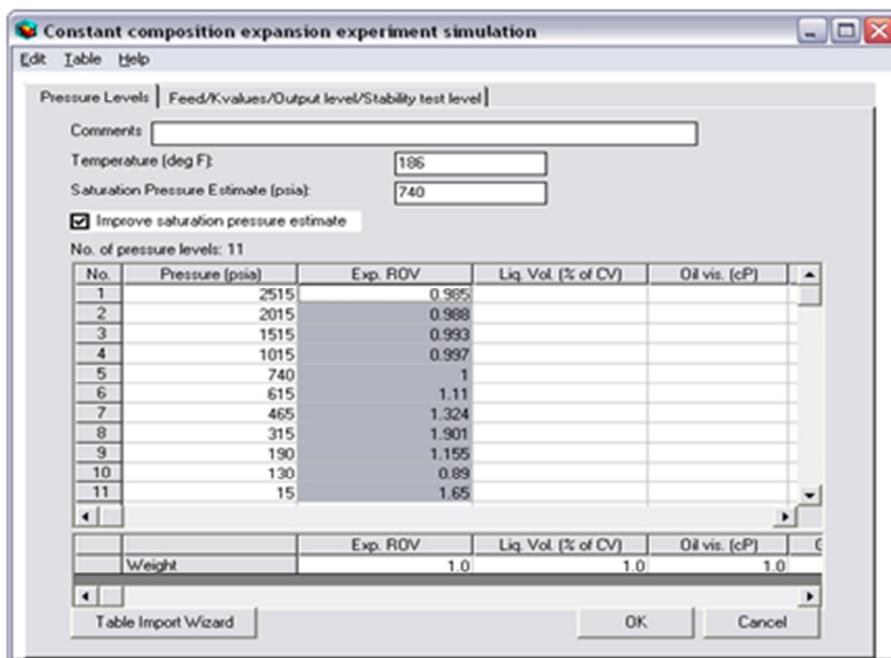 Constant composition expansion experiment simulation
Edit Table Help
Pressure Levels Feed/Kvalues/Output level/Stability test level
Comments
Temperature (deg F): 186
Saturation Pressure Estimate (psia): 740
Improve saturation pressure estimate
No. of pressure levels: 11
No. Pressure (psia) Exp. ROV Liq. Vol. (% of CV) Oil vis. (cP)
1 2515 0.985
2 2015 0.988
3 1515 0.993
4 1015 0.997
5 740 1
6 615 1.11
7 465 1.324
8 315 1.901
9 190 1.155
10 130 0.89
11 15 1.65
Exp. ROV Liq. Vol. (% of CV) Oil vis. (cP)
Weight 1.0 1.0 1.0
Table Import Wizard OK Cancel